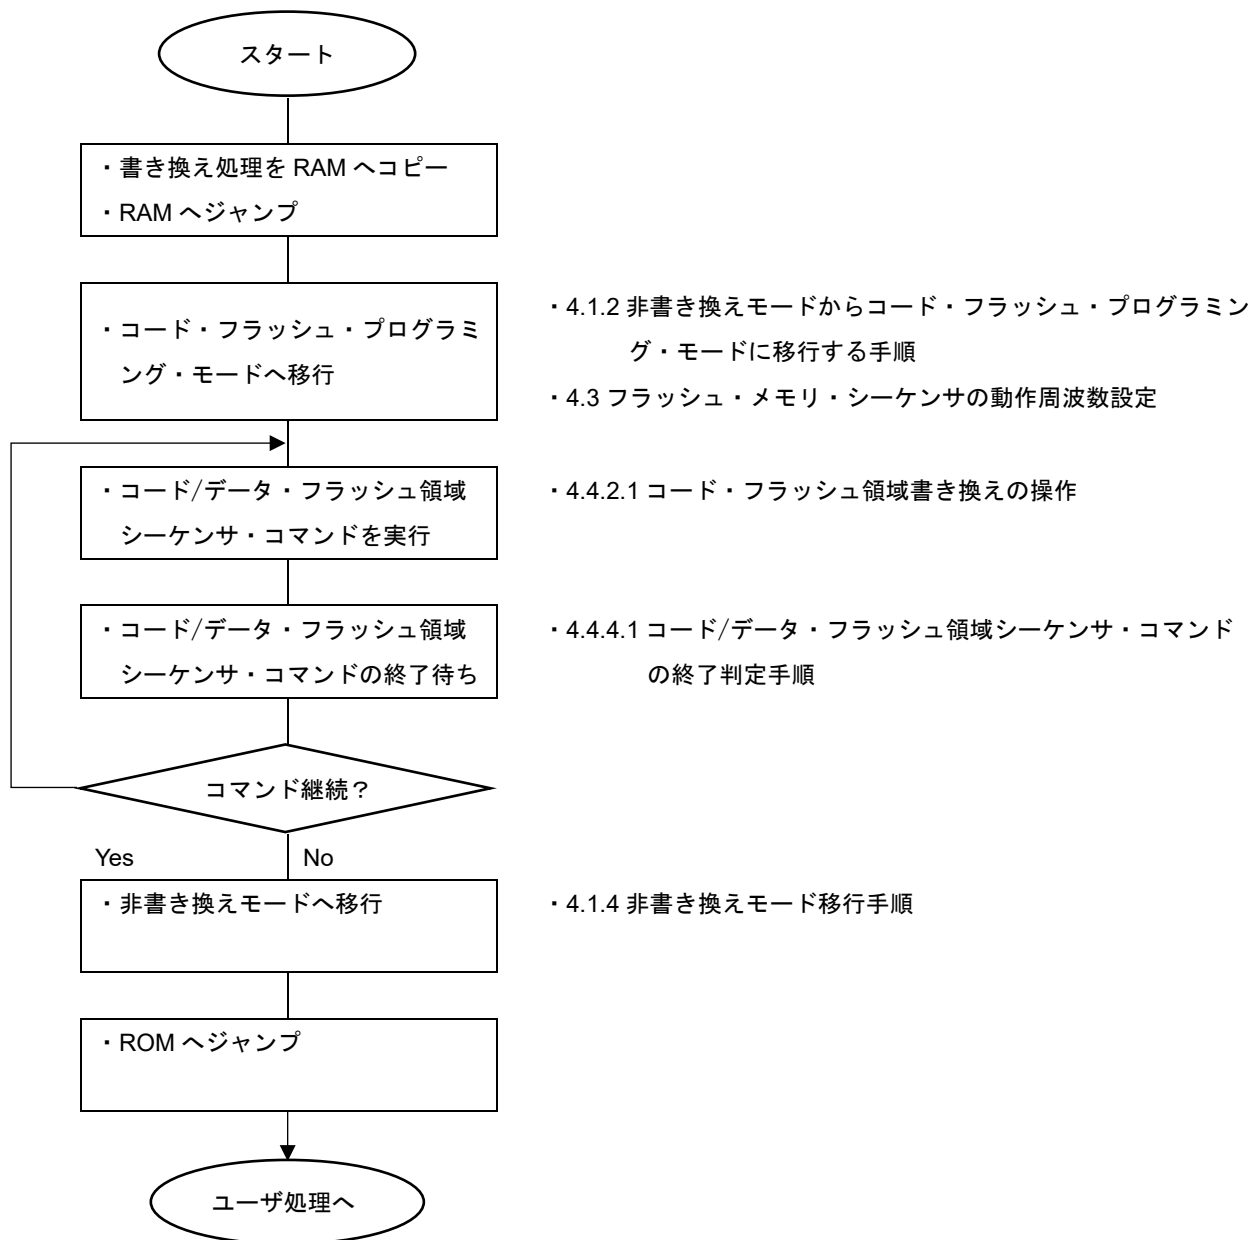 スタート
・書き換え処理を RAM へコピー
・RAM へジャンプ
・コード・フラッシュ・プログラミ
ング・モードへ移行
・4.1.2 非書き換えモードからコード・フラッシュ・プログラミン
グ・モードに移行する手順
・4.3 フラッシュ・メモリ・シーケンサの動作周波数設定
・コード/データ・フラッシュ領域
シーケンサ・コマンドを実行
・4.4.2.1 コード・フラッシュ領域書き換えの操作
・コード/データ・フラッシュ領域
シーケンサ・コマンドの終了待ち
・4.4.4.1 コード/データ・フラッシュ領域シーケンサ・コマンド
の終了判定手順
コマンド継続？
Yes
No
・非書き換えモードへ移行
・4.1.4 非書き換えモード移行手順
・ROM へジャンプ
ユーザ処理へ